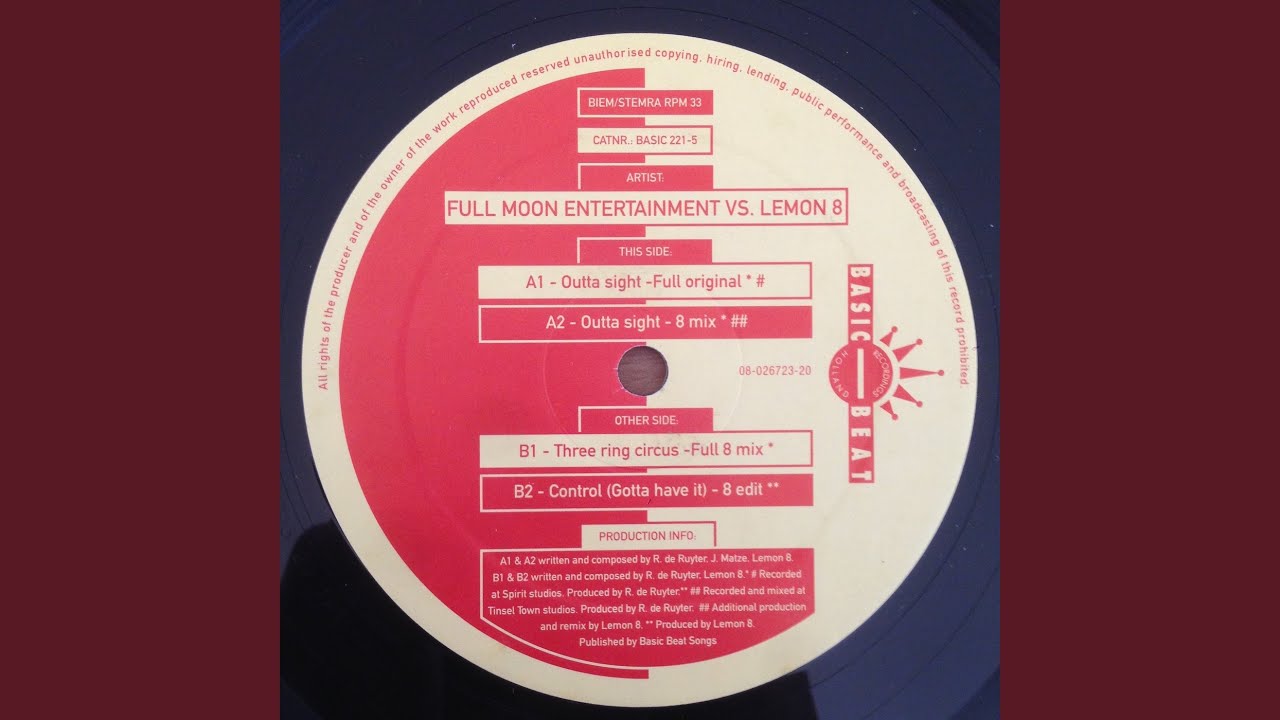 All rights of the producer and of the owner of the work reproduced reserved unauthorised copying, hiring, lending, public performance and broadcasting of this record prohibited.
BIEM/STEMRA RPM 33
CATNR.: BASIC 221-5
ARTIST:
FULL MOON ENTERTAINMENT VS. LEMON 8
THIS SIDE:
A1 - Outta sight -Full original * #
A2 - Outta sight - 8 mix * ##
08-026723-20
BASIC BEAT
RECORDINGS
HOLLAND
OTHER SIDE:
B1 - Three ring circus -Full 8 mix *
B2 - Control (Gotta have it) - 8 edit **
PRODUCTION INFO:
A1 & A2 written and composed by R. de Ruyter. J. Matze. Lemon 8.
B1 & B2 written and composed by R. de Ruyter, Lemon 8.* # Recorded
at Spirit studios. Produced by R. de Ruyter.** ## Recorded and mixed at
Tinsel Town studios. Produced by R. de Ruyter. ## Additional production
and remix by Lemon 8. ** Produced by Lemon 8.
Published by Basic Beat Songs